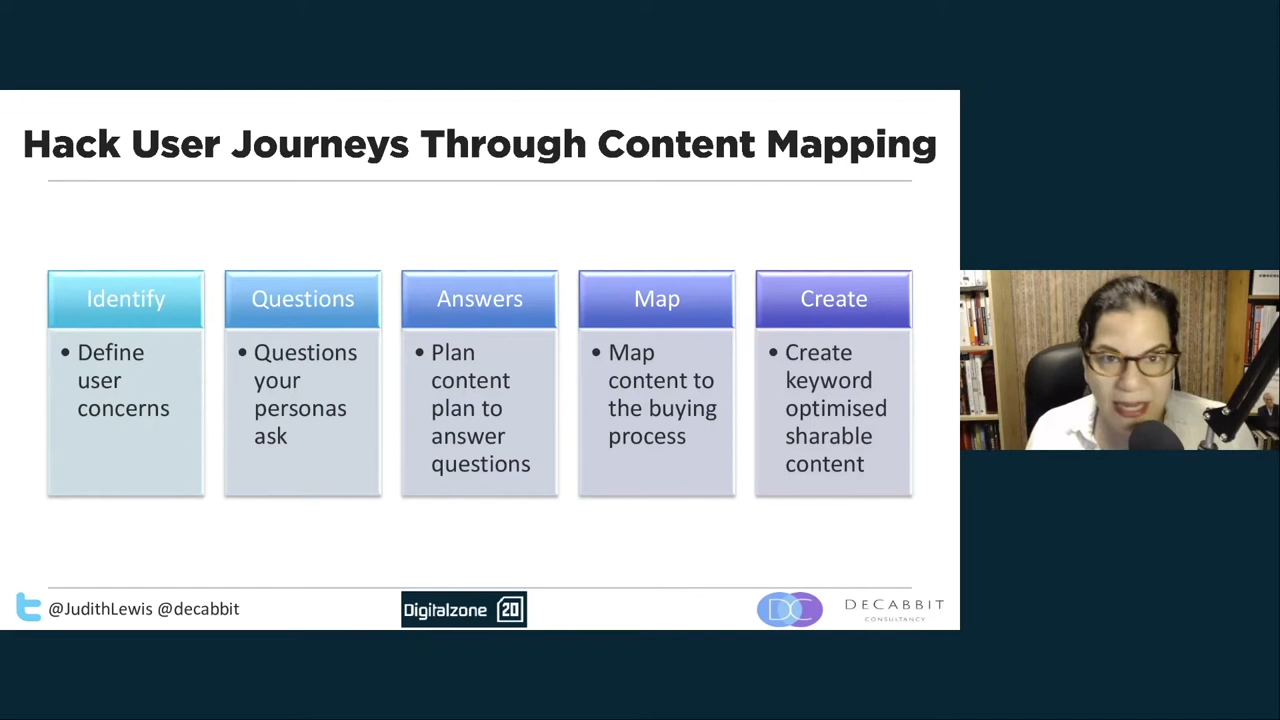 Hack User Journeys Through Content Mapping
Identify
• Define
user
concerns
Questions
• Questions
your
personas
ask
Answers
• Plan
content
plan to
answer
questions
Map
• Map
content to
the buying
process
Create
• Create
keyword
optimised
sharable
content
@JudithLewis @decabbit
Digitalzone 20
DC
DECABBIT
CONSULTANCY